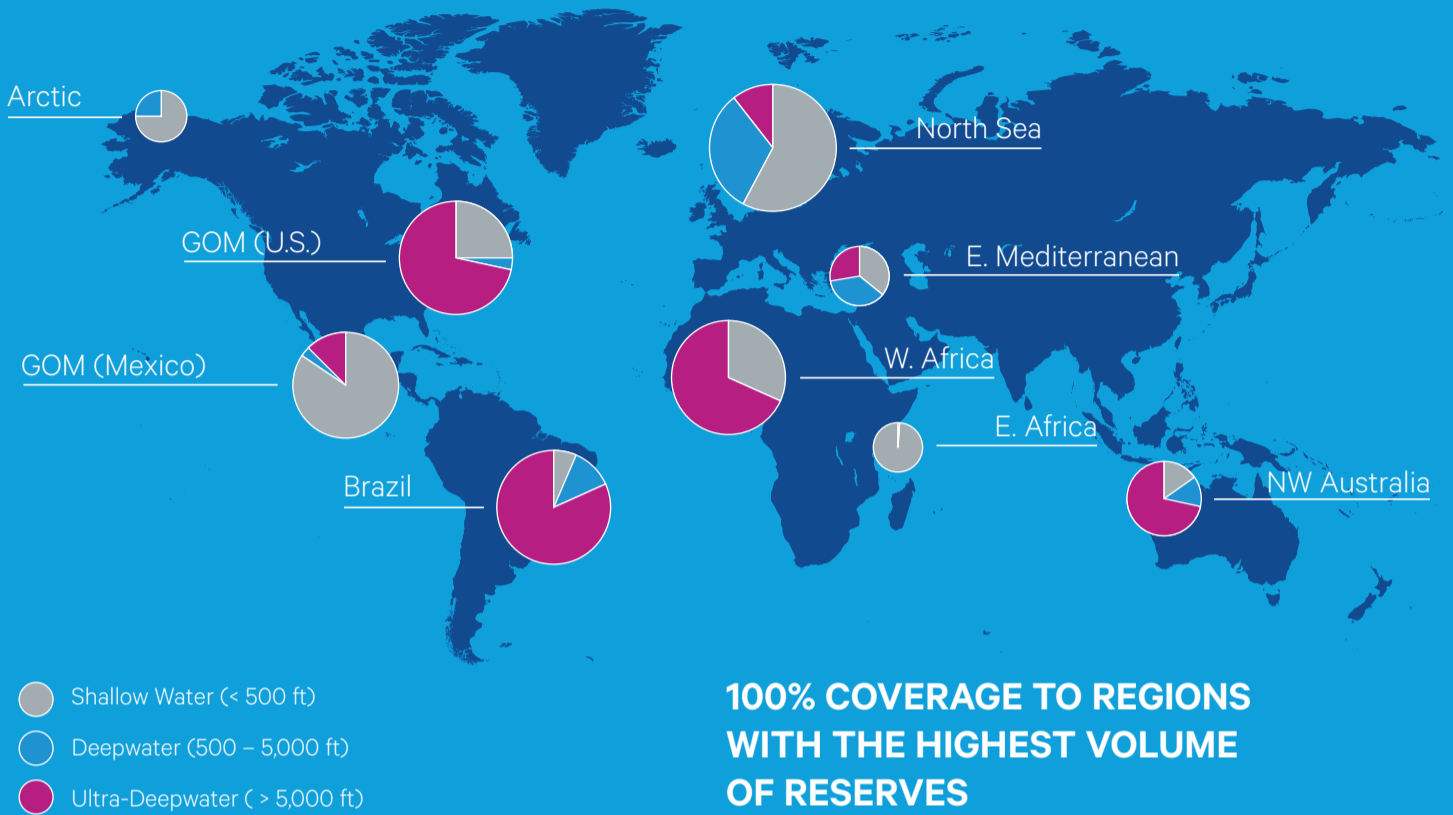 Arctic
North Sea
GOM (U.S.)
E. Mediterranean
GOM (Mexico)
W. Africa
E. Africa
Brazil
NW Australia
Shallow Water (< 500 ft)
Deepwater (500 – 5,000 ft)
Ultra-Deepwater ( > 5,000 ft)
100% COVERAGE TO REGIONS
WITH THE HIGHEST VOLUME
OF RESERVES